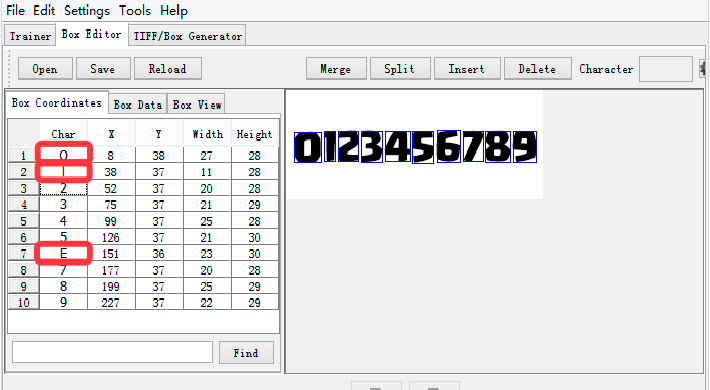 File Edit Settings Tools Help
Trainer Box Editor TIFF/Box Generator
Open Save Reload Merge Split Insert Delete Character
Box Coordinates Box Data Box View
Char X Y Width Height
1 O 8 38 27 28
2 | 38 37 11 28
3 2 52 37 20 28
4 3 75 37 21 29
5 4 99 37 25 28
6 5 126 37 21 30
7 E 151 36 23 30
8 7 177 37 20 28
9 8 199 37 25 29
10 9 227 37 22 29
0123456789
Find